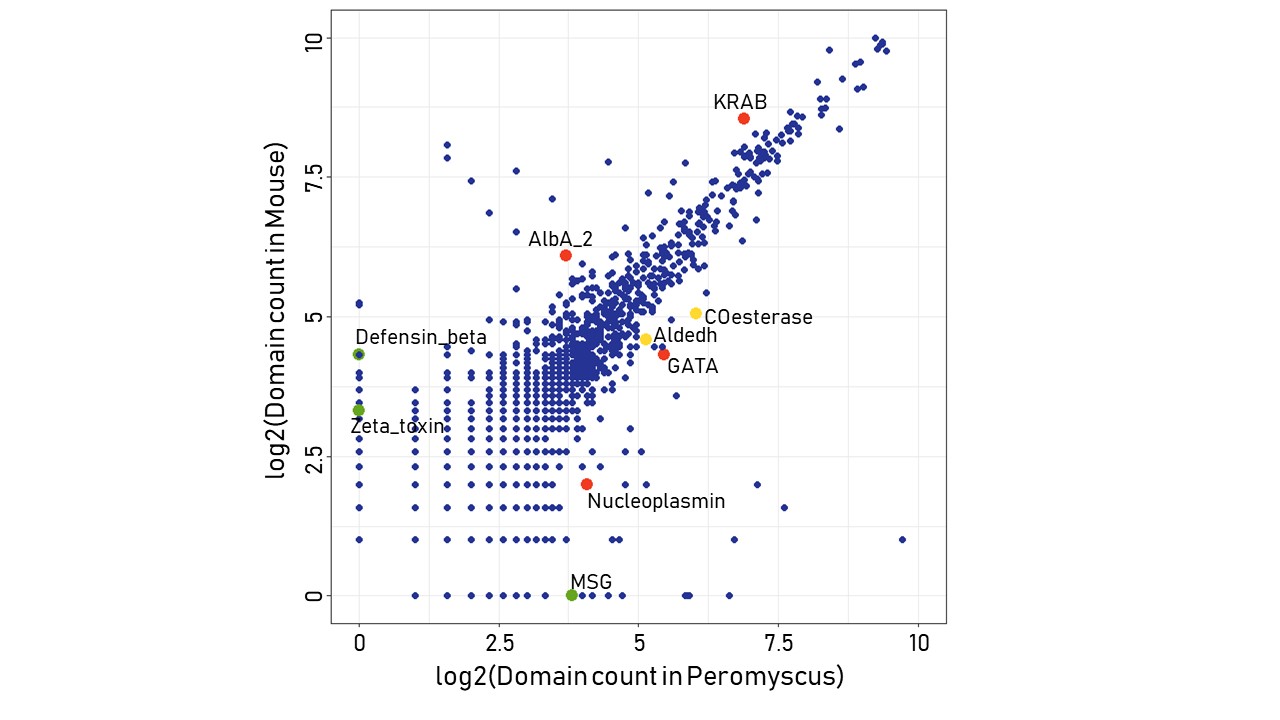 10
KRAB
7.5
AlbA_2
log2(Domain count in Mouse)
5
COesterase
Defensin_beta
Aldedh
GATA
Zeta_toxin
2.5
Nucleoplasmin
MSG
0
0
2.5
5
7.5
10
log2(Domain count in Peromyscus)